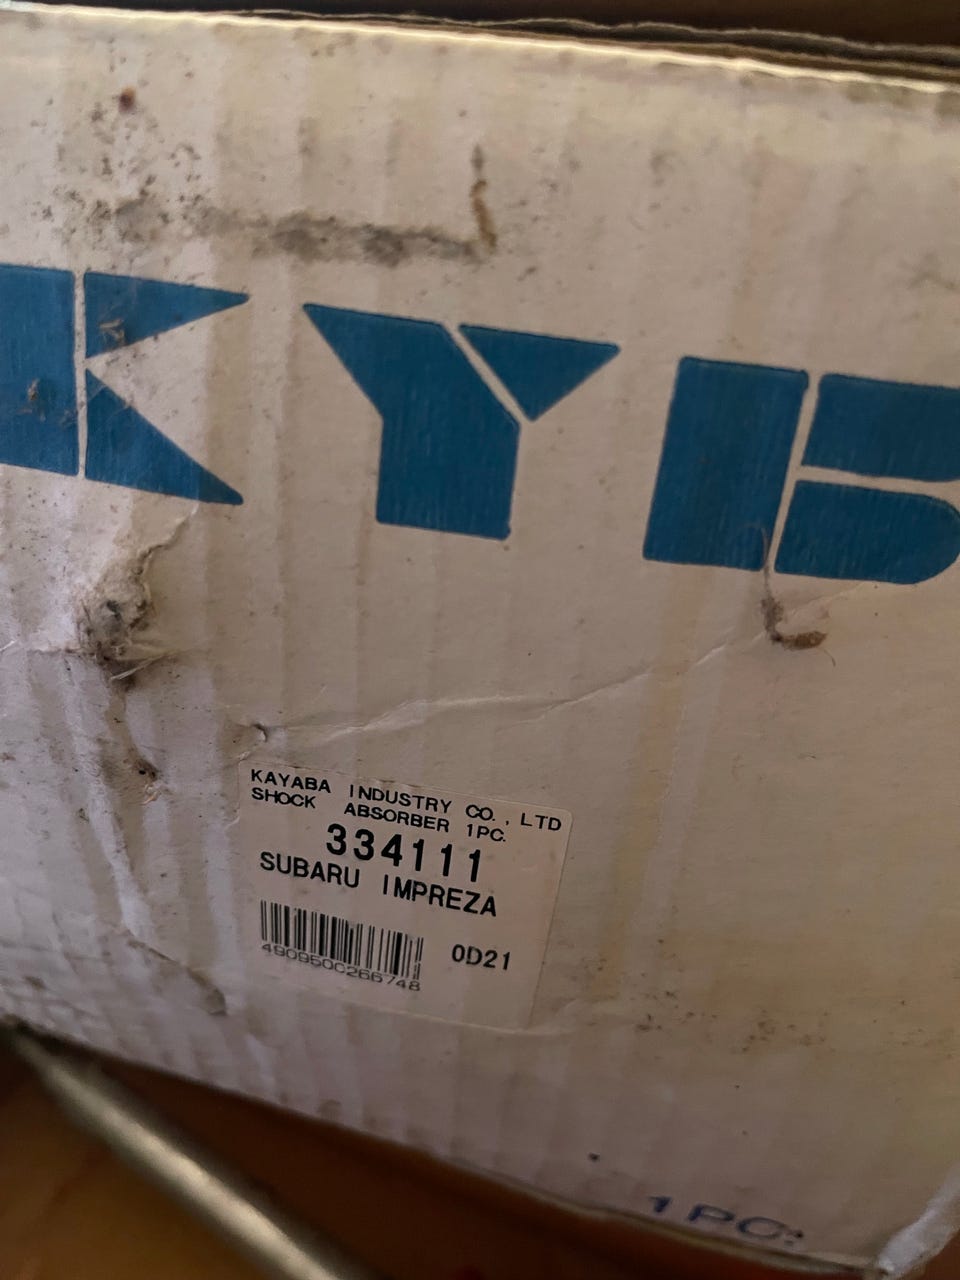 KYB
KAYABA INDUSTRY CO., LTD
SHOCK ABSORBER 1PC.
334111
SUBARU IMPREZA
0D21
4909500266748
1PC.